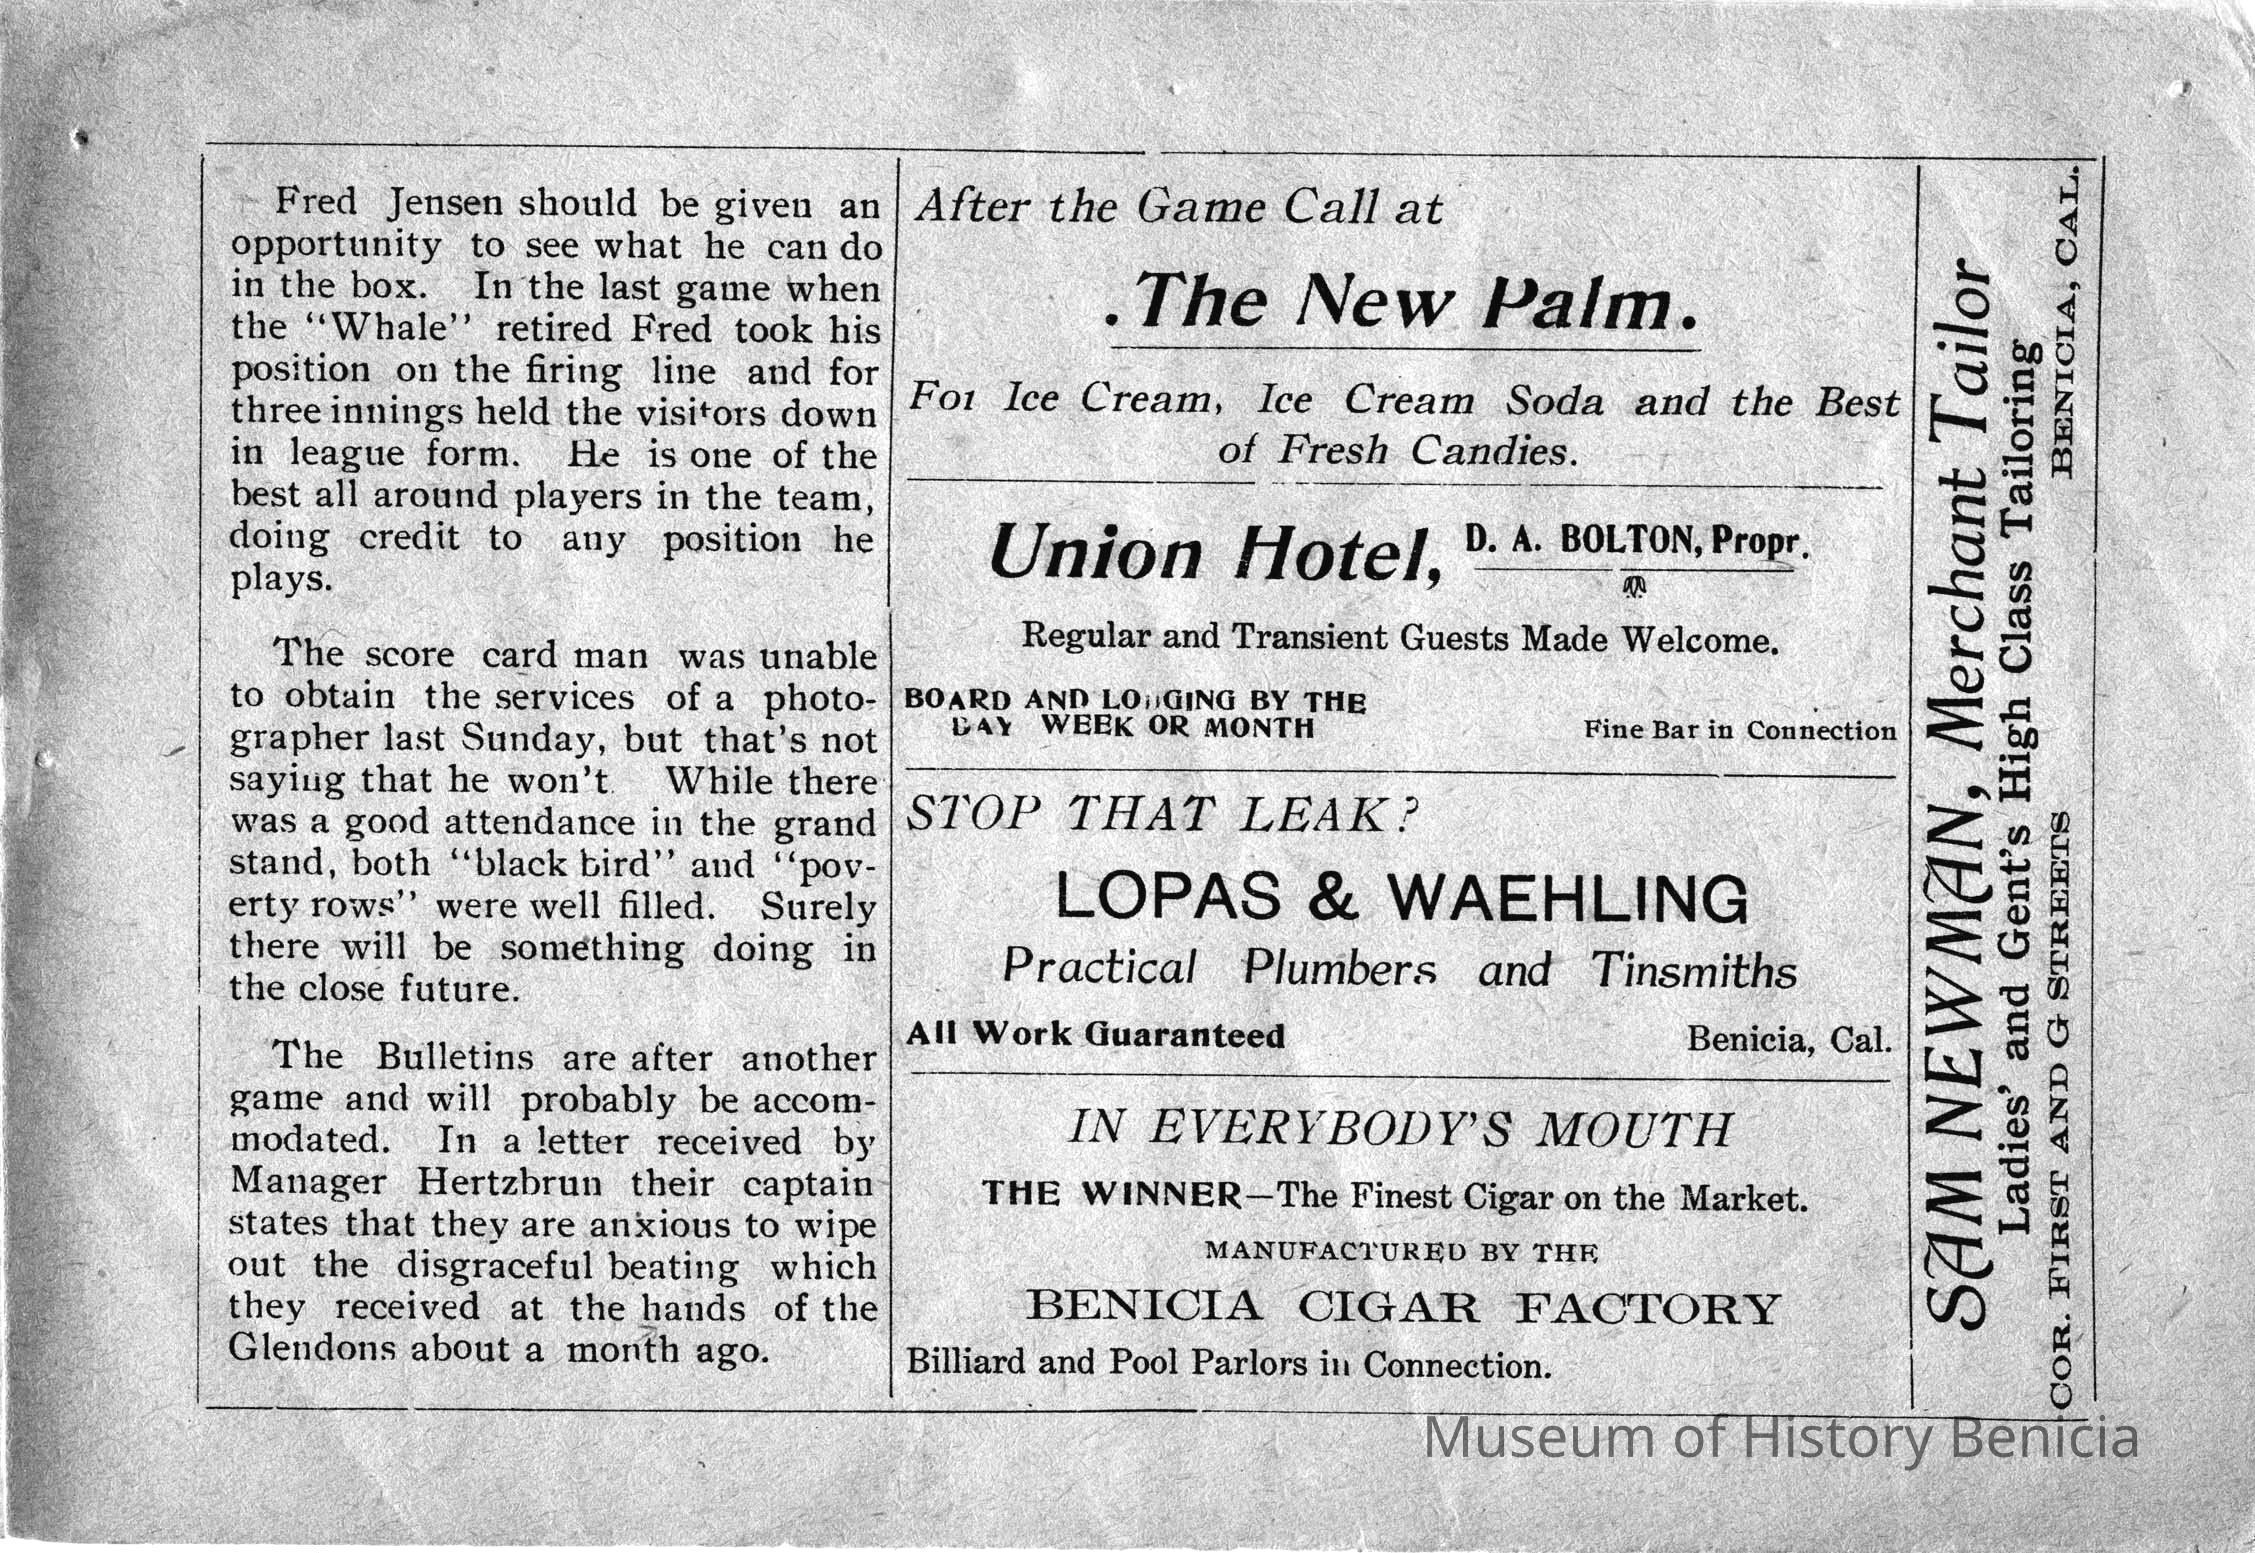 Fred Jensen should be given an
opportunity to see what he can do
in the box. In the last game when
the "Whale" retired Fred took his
position on the firing line and for
three innings held the visitors down
in league form. He is one of the
best all around players in the team,
doing credit to any position he
plays.
The score card man was unable
to obtain the services of a photo-
grapher last Sunday, but that's not
saying that he won't. While there
was a good attendance in the grand
stand, both "black bird" and "pov-
erty rows" were well filled. Surely
there will be something doing in
the close future.
The Bulletins are after another
game and will probably be accom-
modated. In a letter received by
Manager Hertzbrun their captain
states that they are anxious to wipe
out the disgraceful beating which
they received at the hands of the
Glendons about a month ago.
After the Game Call at
.The New Palm.
For Ice Cream, Ice Cream Soda and the Best
of Fresh Candies.
Union Hotel, D. A. BOLTON, Propr.
Regular and Transient Guests Made Welcome.
BOARD AND LODGING BY THE
DAY WEEK OR MONTH
Fine Bar in Connection
STOP THAT LEAK?
LOPAS & WAEHLING
Practical Plumbers and Tinsmiths
All Work Guaranteed Benicia, Cal.
IN EVERYBODY'S MOUTH
THE WINNER—The Finest Cigar on the Market.
MANUFACTURED BY THE
BENICIA CIGAR FACTORY
Billiard and Pool Parlors in Connection.
SAM NEWMAN, Merchant Tailor
Ladies' and Gent's High Class Tailoring
COR. FIRST AND G STREETS BENICIA, CAL.
Museum of History Benicia